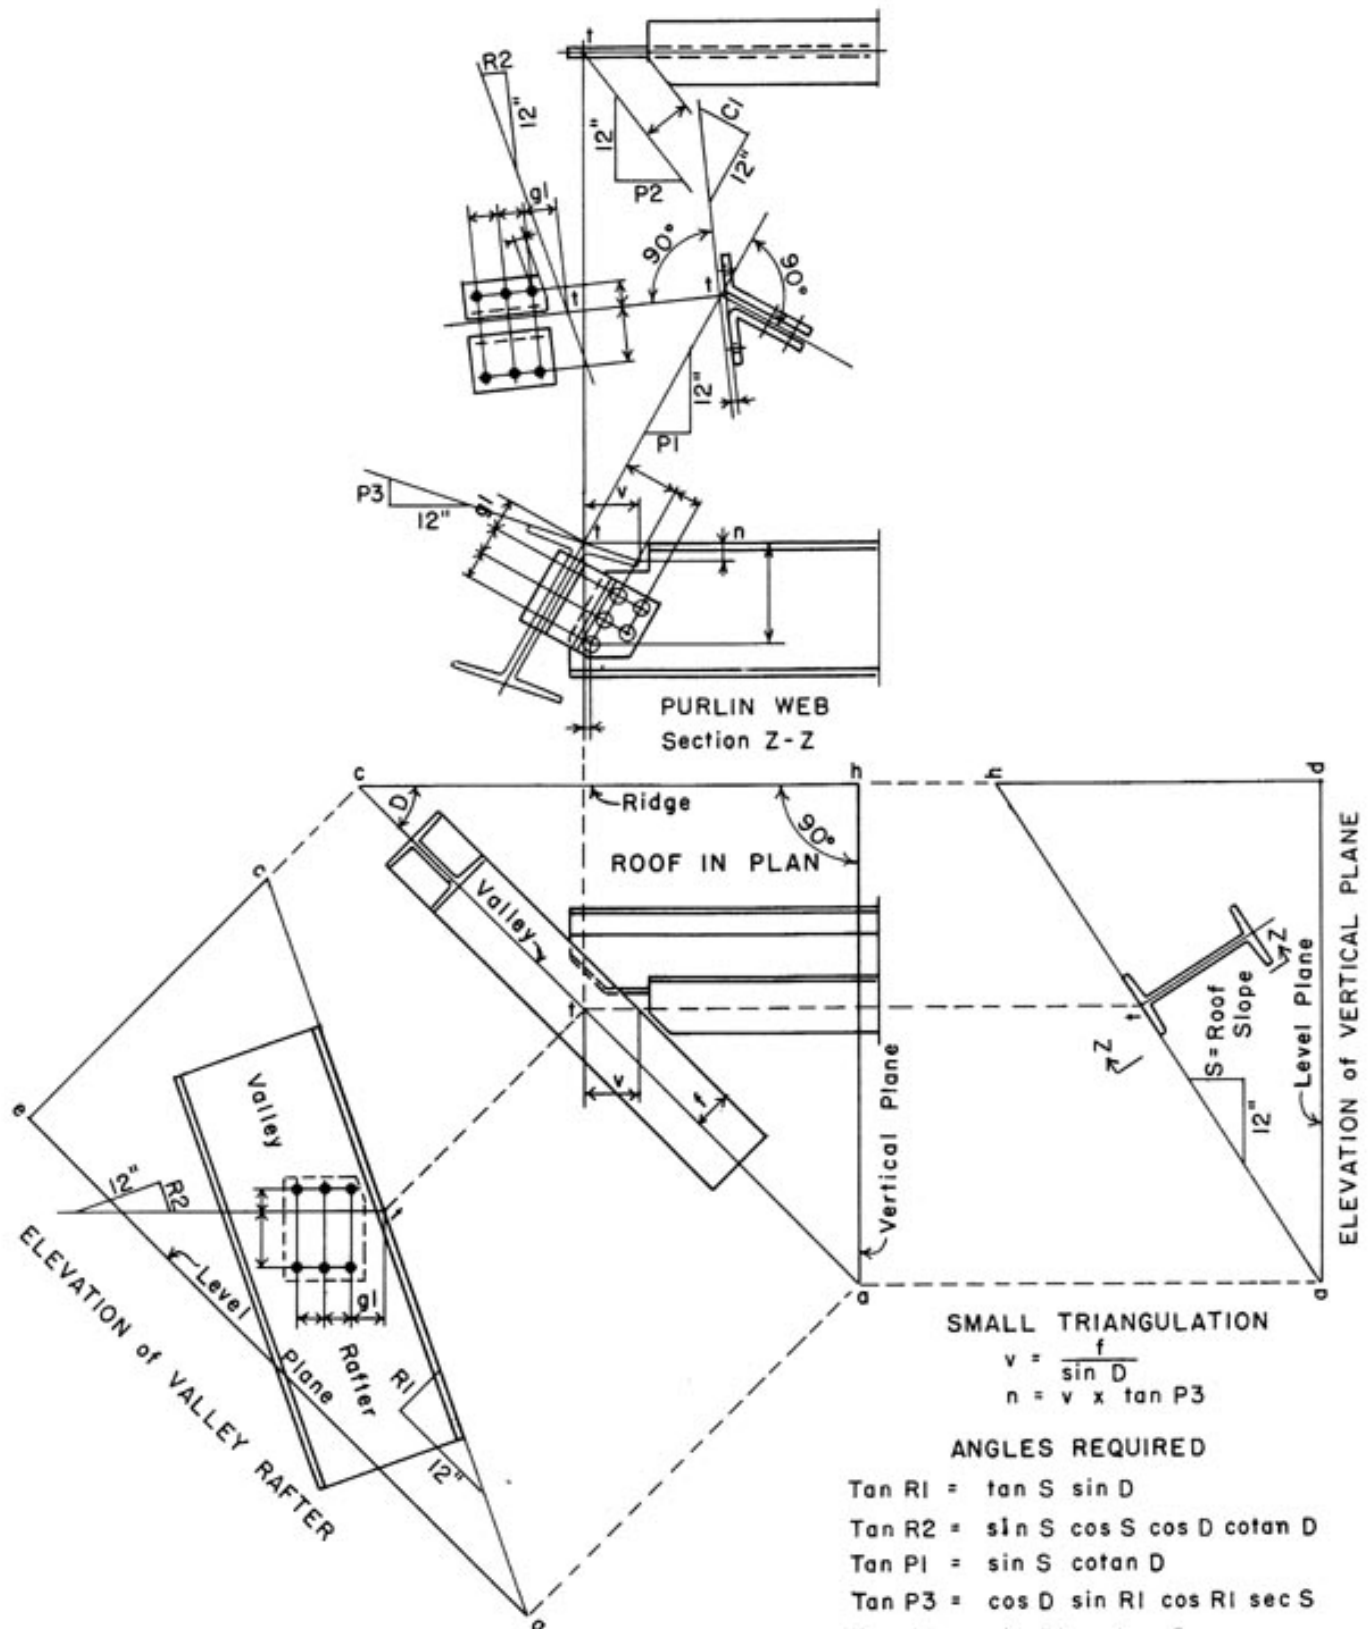 t
R2
12"
12"
P2
C1
12"
g1
90°
90°
t
t
12"
P1
P3
12"
g1
v
t
n
PURLIN WEB
Section Z-Z
c
h
h
d
D
Ridge
90°
ROOF IN PLAN
c
Valley
Z
S=Roof
Slope
t
t
Z
Level Plane
v
f
12"
Vertical Plane
ELEVATION of VERTICAL PLANE
e
Valley
12"
R2
t
Level
Plane
g1
Rafter
R1
12"
ELEVATION of VALLEY RAFTER
a
a
a
SMALL TRIANGULATION
v = f
sin D
n = v x tan P3
ANGLES REQUIRED
Tan R1 = tan S sin D
Tan R2 = sin S cos S cos D cotan D
Tan P1 = sin S cotan D
Tan P3 = cos D sin R1 cos R1 sec S